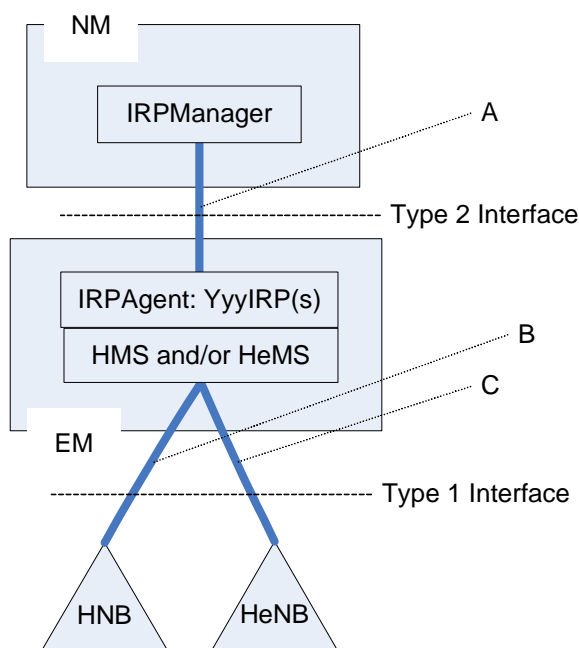 NM
IRPManager
A
Type 2 Interface
IRPAgent: YyyIRP(s)
HMS and/or HeMS
B
C
EM
Type 1 Interface
HNB
HeNB